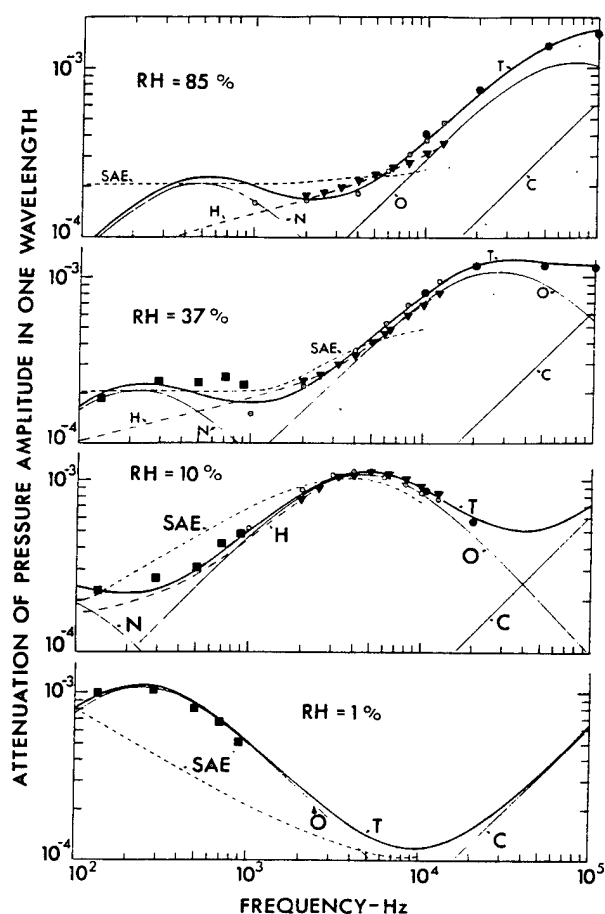 ATTENUATION OF PRESSURE AMPLITUDE IN ONE WAVELENGTH
10⁻³
RH = 85 %
T
SAE
H
N
O
C
10⁻⁴
10⁻³
RH = 37 %
T
O
SAE
H
N
C
10⁻⁴
10⁻³
RH = 10 %
SAE
H
T
O
N
C
10⁻⁴
10⁻³
RH = 1 %
SAE
O
T
C
10⁻⁴
10² 10³ 10⁴ 10⁵
FREQUENCY-Hz